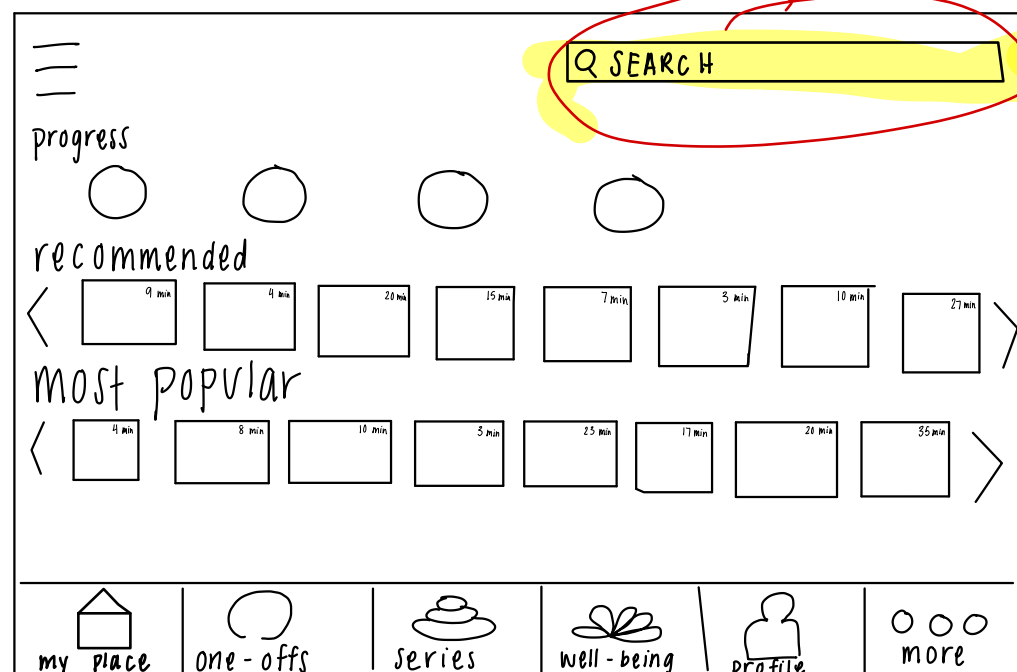 SEARCH
progress
recommended
9 min 4 min 20 min 15 min 7 min 3 min 10 min 27 min
most popular
4 min 8 min 10 min 3 min 23 min 17 min 20 min 35 min
my place one-offs series well-being profile more